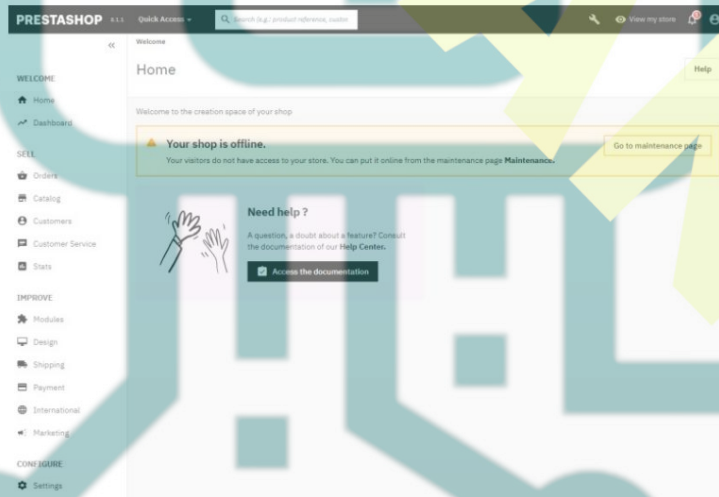 PRESTASHOP 8.1.1 Quick Access Search (e.g.: product reference, custom View my store
Welcome
Home Help
Welcome to the creation space of your shop
Your shop is offline.
Your visitors do not have access to your store. You can put it online from the maintenance page Maintenance.
Go to maintenance page
Need help ?
A question, a doubt about a feature? Consult
the documentation of our Help Center.
Access the documentation
WELCOME
Home
Dashboard
SELL
Orders
Catalog
Customers
Customer Service
Stats
IMPROVE
Modules
Design
Shipping
Payment
International
Marketing
CONFIGURE
Settings